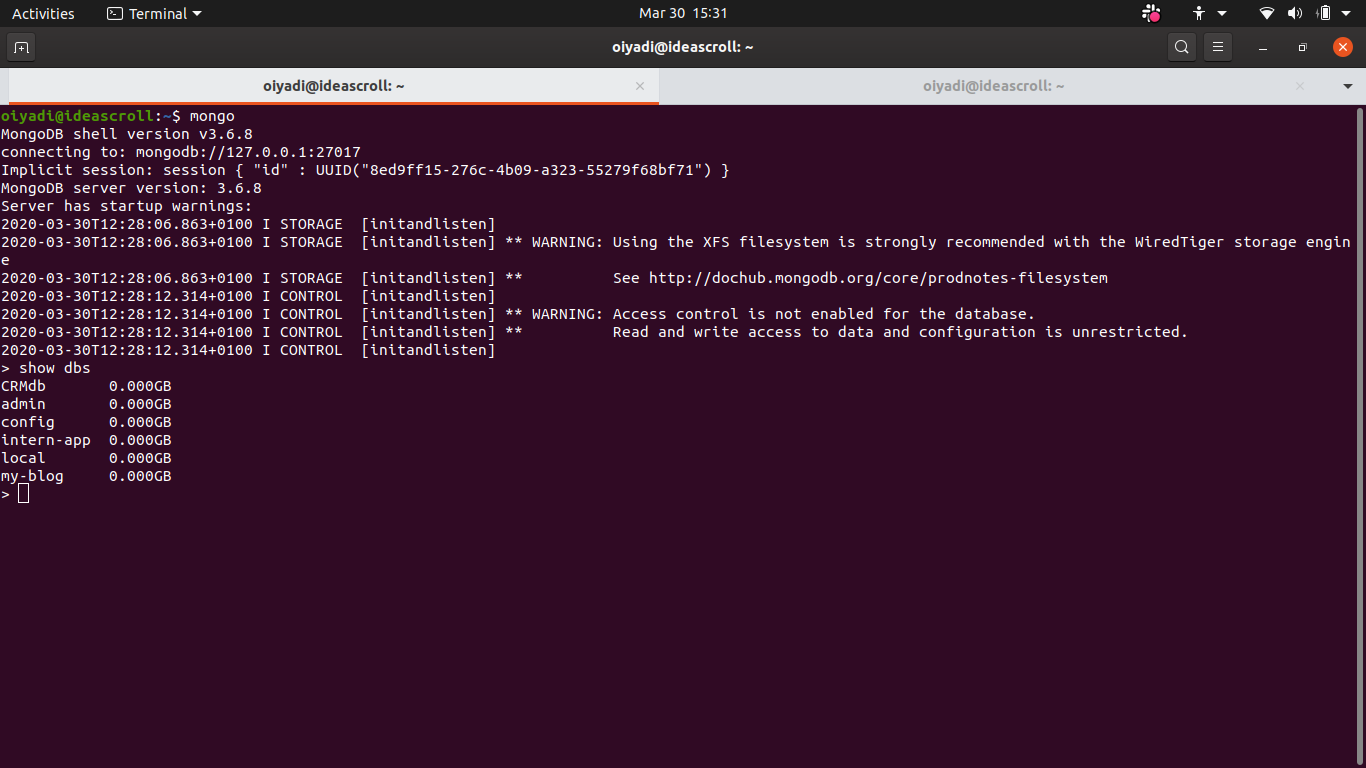 Activities Terminal Mar 30 15:31
oiyadi@ideascroll: ~
oiyadi@ideascroll: ~ oiyadi@ideascroll: ~
oiyadi@ideascroll:~$ mongo
MongoDB shell version v3.6.8
connecting to: mongodb://127.0.0.1:27017
Implicit session: session { "id" : UUID("8ed9ff15-276c-4b09-a323-55279f68bf71") }
MongoDB server version: 3.6.8
Server has startup warnings:
2020-03-30T12:28:06.863+0100 I STORAGE  [initandlisten]
2020-03-30T12:28:06.863+0100 I STORAGE  [initandlisten] ** WARNING: Using the XFS filesystem is strongly recommended with the WiredTiger storage engin
e
2020-03-30T12:28:06.863+0100 I STORAGE  [initandlisten] **          See http://dochub.mongodb.org/core/prodnotes-filesystem
2020-03-30T12:28:12.314+0100 I CONTROL  [initandlisten]
2020-03-30T12:28:12.314+0100 I CONTROL  [initandlisten] ** WARNING: Access control is not enabled for the database.
2020-03-30T12:28:12.314+0100 I CONTROL  [initandlisten] **          Read and write access to data and configuration is unrestricted.
2020-03-30T12:28:12.314+0100 I CONTROL  [initandlisten]
> show dbs
CRMdb       0.000GB
admin       0.000GB
config      0.000GB
intern-app  0.000GB
local       0.000GB
my-blog     0.000GB
>